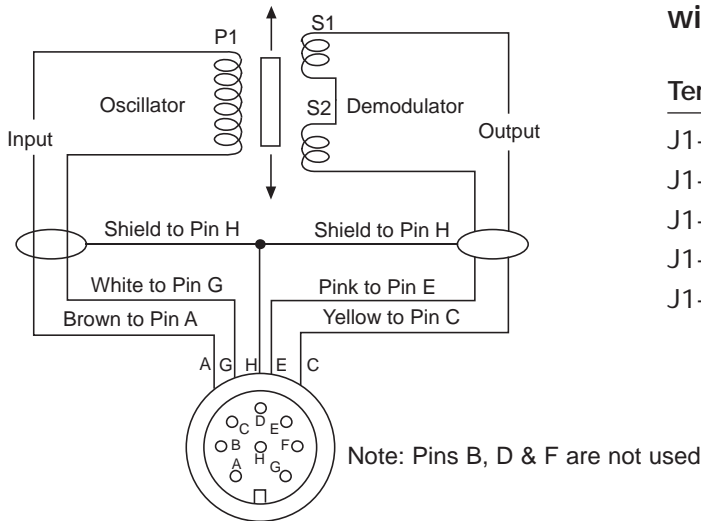 P1
S1
Oscillator
S2
Demodulator
Input
Output
Shield to Pin H
Shield to Pin H
White to Pin G
Pink to Pin E
Brown to Pin A
Yellow to Pin C
A G H E C
D
C E
B F
H
A G
Note: Pins B, D & F are not used
wi
Ter
J1-
J1-
J1-
J1-
J1-